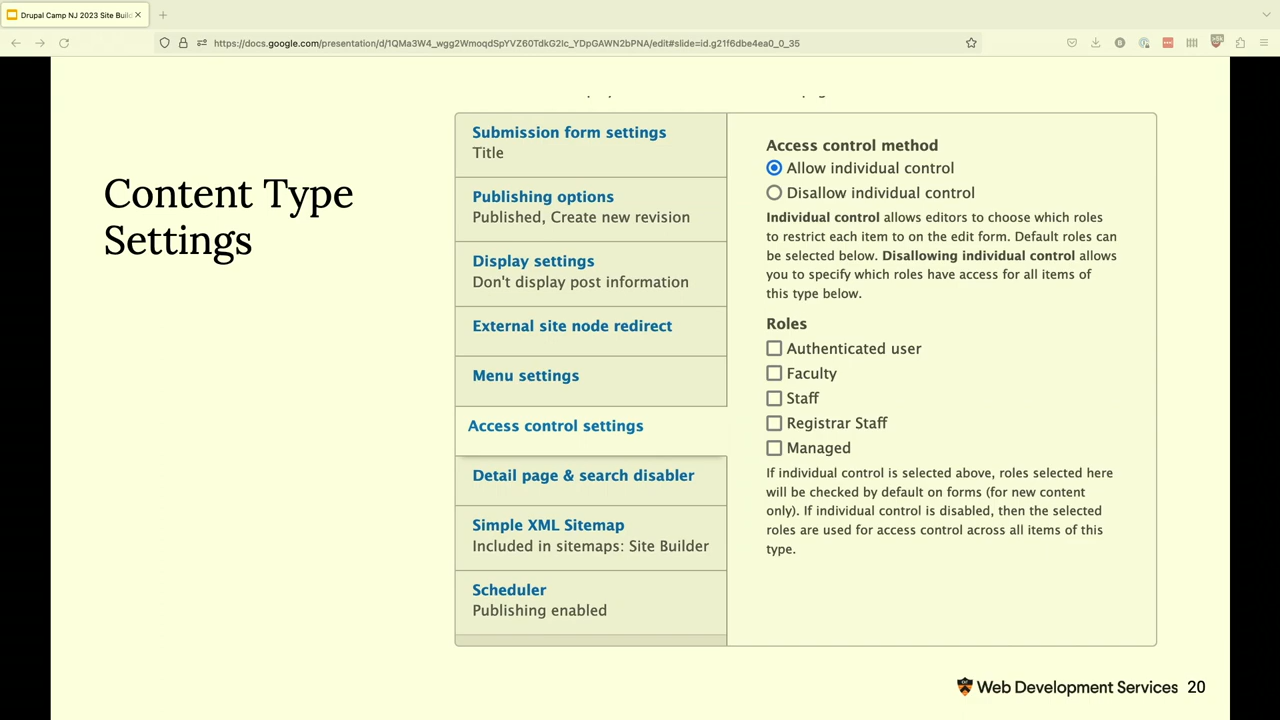 Drupal Camp NJ 2023 Site Buil
https://docs.google.com/presentation/d/1QMa3W4_wgg2WmoqdSpYVZ60TdkG2lc_YDpGAWN2bPNA/edit#slide=id.g21f6dbe4ea0_0_35
Content Type
Settings
Submission form settings
Title
Publishing options
Published, Create new revision
Display settings
Don't display post information
External site node redirect
Menu settings
Access control settings
Detail page & search disabler
Simple XML Sitemap
Included in sitemaps: Site Builder
Scheduler
Publishing enabled
Access control method
Allow individual control
Disallow individual control
Individual control allows editors to choose which roles
to restrict each item to on the edit form. Default roles can
be selected below. Disallowing individual control allows
you to specify which roles have access for all items of
this type below.
Roles
Authenticated user
Faculty
Staff
Registrar Staff
Managed
If individual control is selected above, roles selected here
will be checked by default on forms (for new content
only). If individual control is disabled, then the selected
roles are used for access control across all items of this
type.
Web Development Services 20